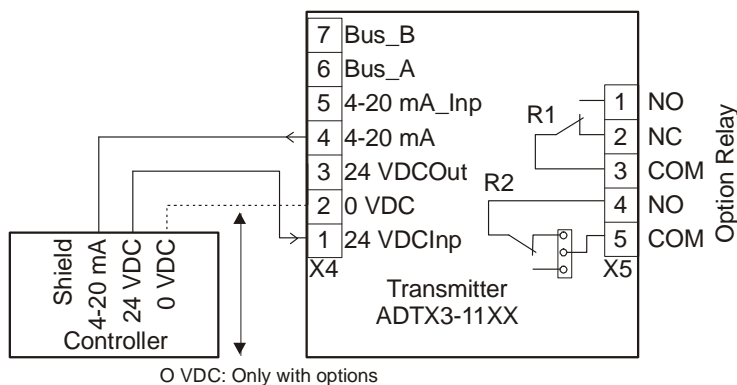 7 Bus_B
6 Bus_A
5 4-20 mA_Inp
4 4-20 mA
3 24 VDCOut
2 0 VDC
1 24 VDCInp
X4
R1
R2
1 NO
2 NC
3 COM
4 NO
5 COM
X5
Option Relay
Transmitter
ADTX3-11XX
Shield
4-20 mA
24 VDC
0 VDC
Controller
O VDC: Only with options